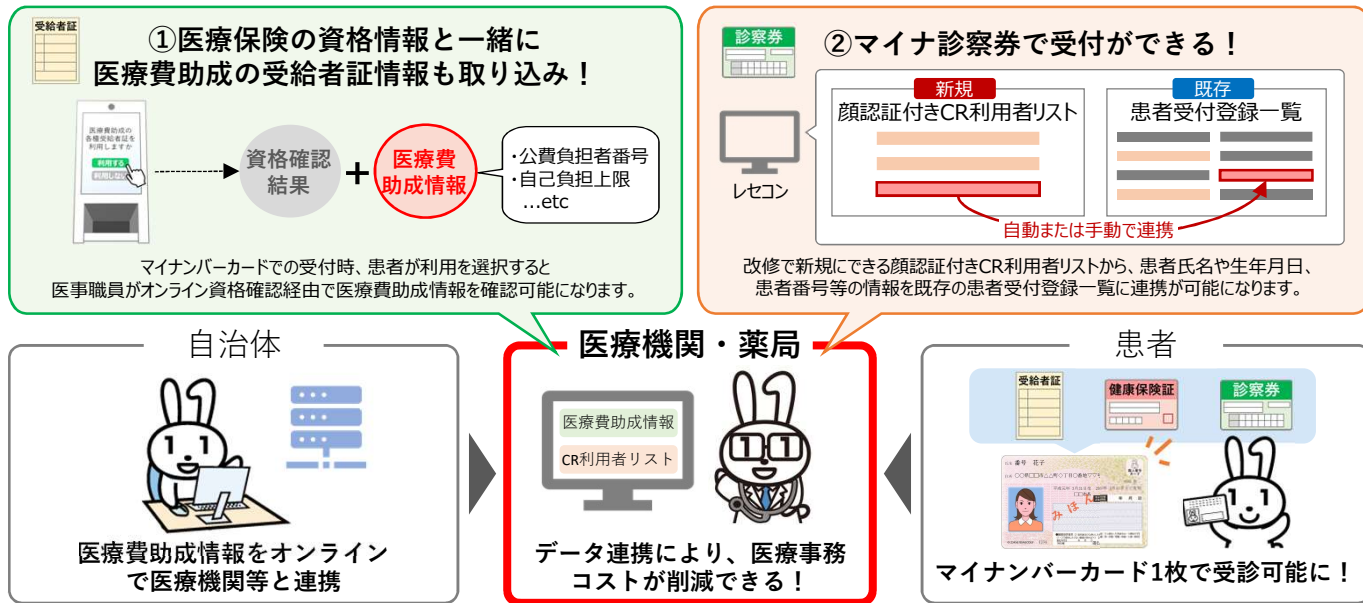 受給者証
①医療保険の資格情報と一緒に
医療費助成の受給者証情報も取り込み！
医療費助成の
各種受給者証を
利用しますか
利用する
利用しない
資格確認
結果
+
医療費
助成情報
・公費負担者番号
・自己負担上限
...etc
マイナンバーカードでの受付時、患者が利用を選択すると
医事職員がオンライン資格確認経由で医療費助成情報を確認可能になります。
診察券
②マイナ診察券で受付ができる！
レセコン
新規
顔認証付きCR利用者リスト
既存
患者受付登録一覧
自動または手動で連携
改修で新規にできる顔認証付きCR利用者リストから、患者氏名や生年月日、
患者番号等の情報を既存の患者受付登録一覧に連携が可能になります。
自治体
医療費助成情報をオンライン
で医療機関等と連携
医療機関・薬局
医療費助成情報
CR利用者リスト
データ連携により、医療事務
コストが削減できる！
患者
受給者証
健康保険証
診察券
番号 花子
みほん
マイナンバーカード1枚で受診可能に！